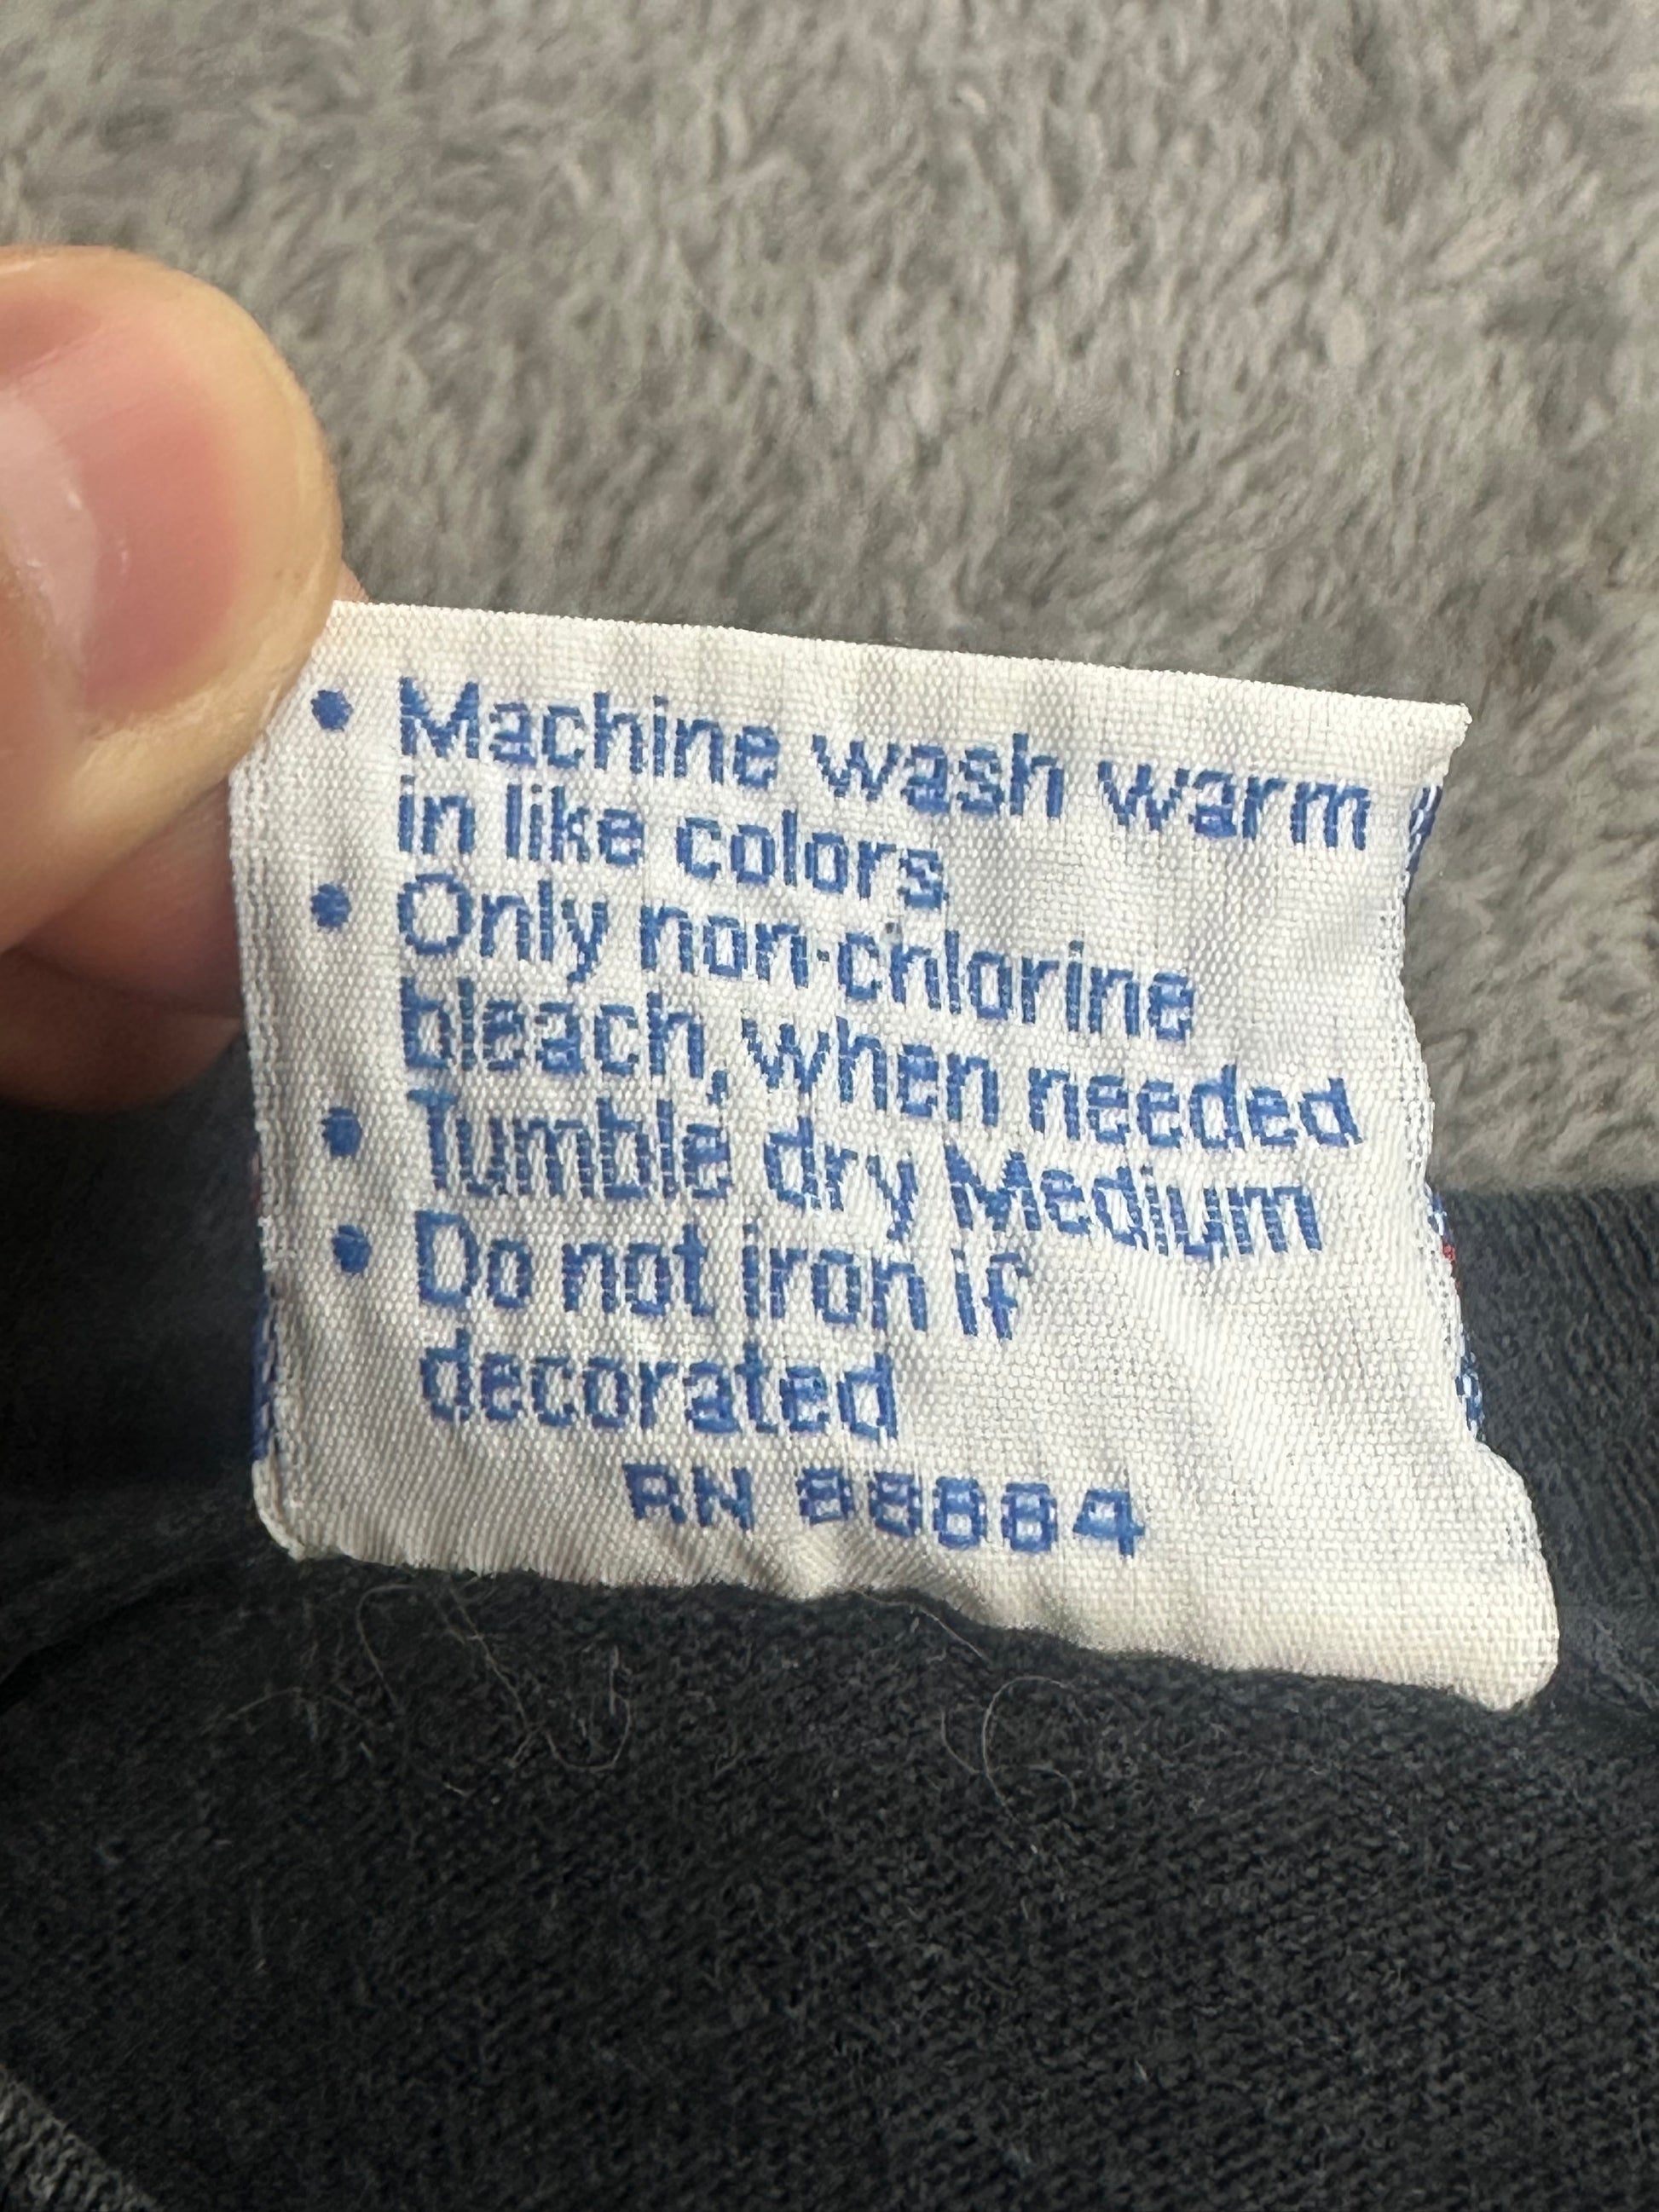 • Machine wash warm
in like colors
• Only non-chlorine
bleach, when needed
• Tumble dry Medium
• Do not iron if
decorated
RN 88884